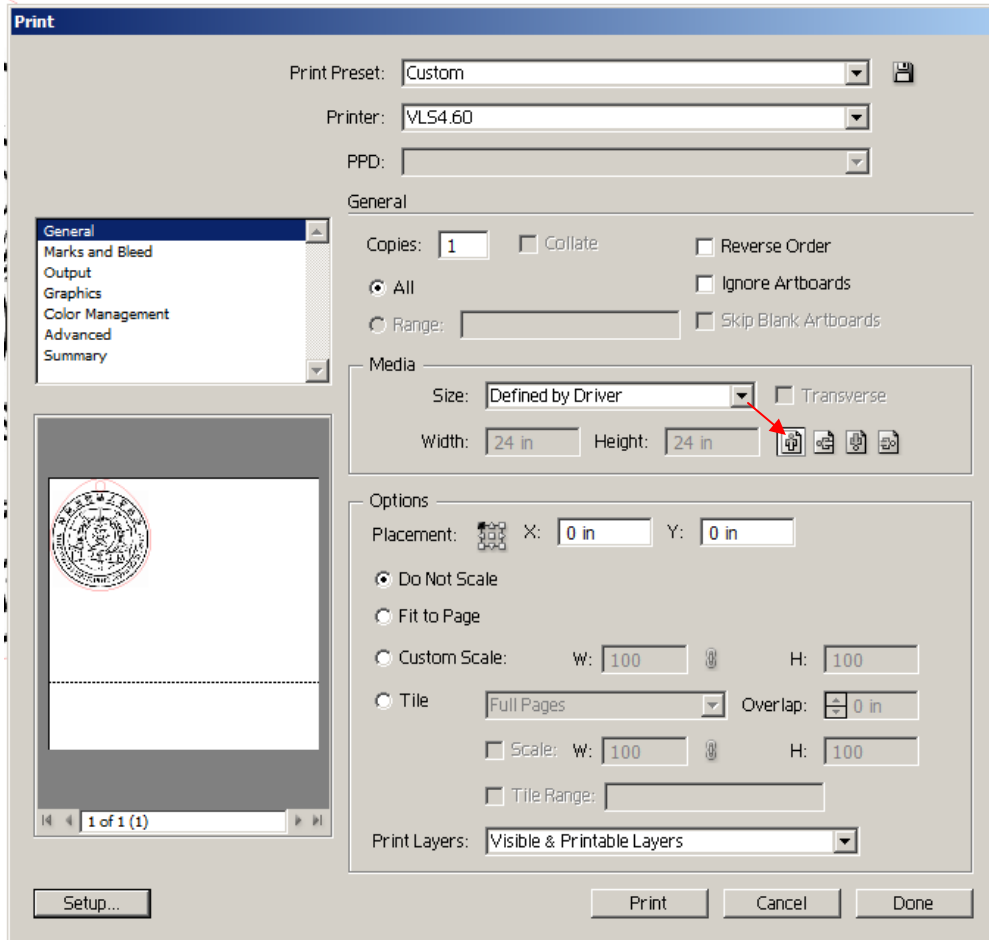 Print
Print Preset: Custom
Printer: VLS4.60
PPD:
General
General
Marks and Bleed
Output
Graphics
Color Management
Advanced
Summary
Copies: 1 Collate Reverse Order
All Ignore Artboards
Range: Skip Blank Artboards
Media
Size: Defined by Driver Transverse
Width: 24 in Height: 24 in
Options
Placement: X: 0 in Y: 0 in
Do Not Scale
Fit to Page
Custom Scale: W: 100 H: 100
Tile Full Pages Overlap: 0 in
Scale: W: 100 H: 100
Tile Range:
1 of 1 (1)
Print Layers: Visible & Printable Layers
Setup... Print Cancel Done